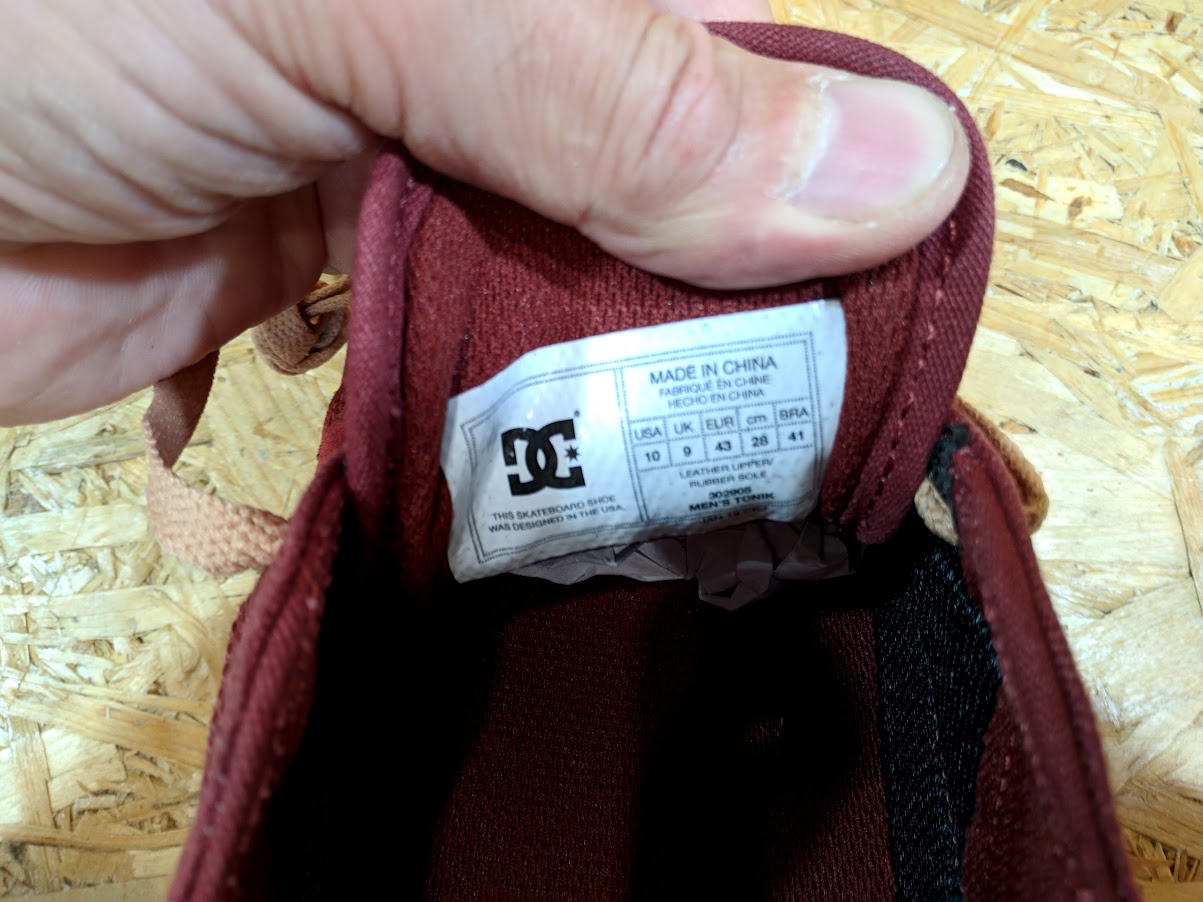 DC
THIS SKATEBOARD SHOE
WAS DESIGNED IN THE USA.
MADE IN CHINA
FABRIQUÉ EN CHINE
HECHO EN CHINA
USA UK EUR cm BRA
10 9 43 28 41
LEATHER UPPER/
RUBBER SOLE
302905
MEN'S TONIK